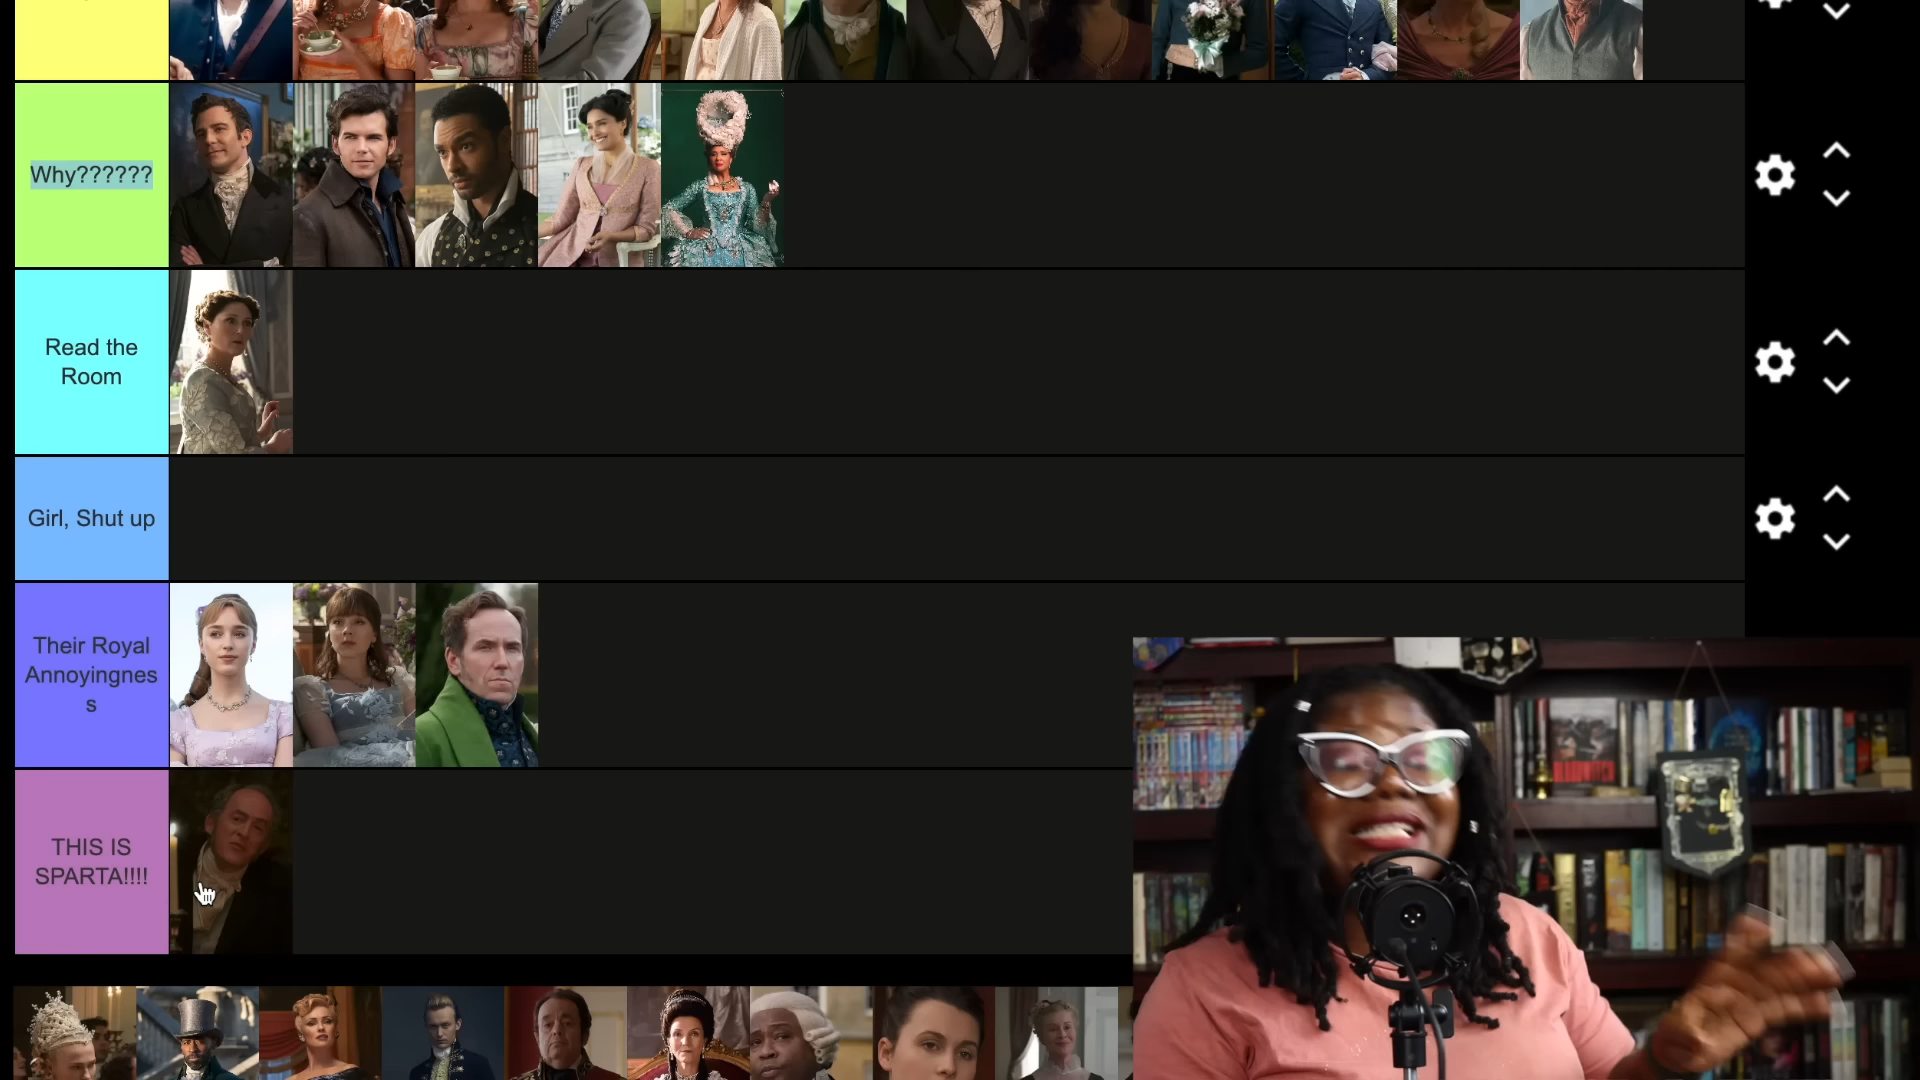 Why??????
Read the
Room
Girl, Shut up
Their Royal
Annoyingnes
s
THIS IS
SPARTA!!!!